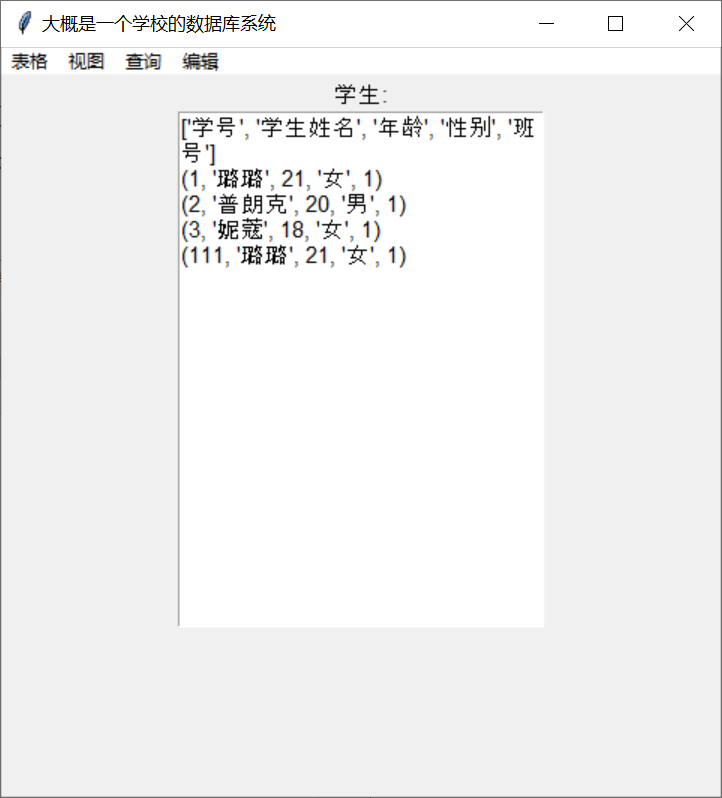 大概是一个学校的数据库系统
表格 视图 查询 编辑
学生:
['学号', '学生姓名', '年龄', '性别', '班
号']
(1, '璐璐', 21, '女', 1)
(2, '普朗克', 20, '男', 1)
(3, '妮蔻', 18, '女', 1)
(111, '璐璐', 21, '女', 1)